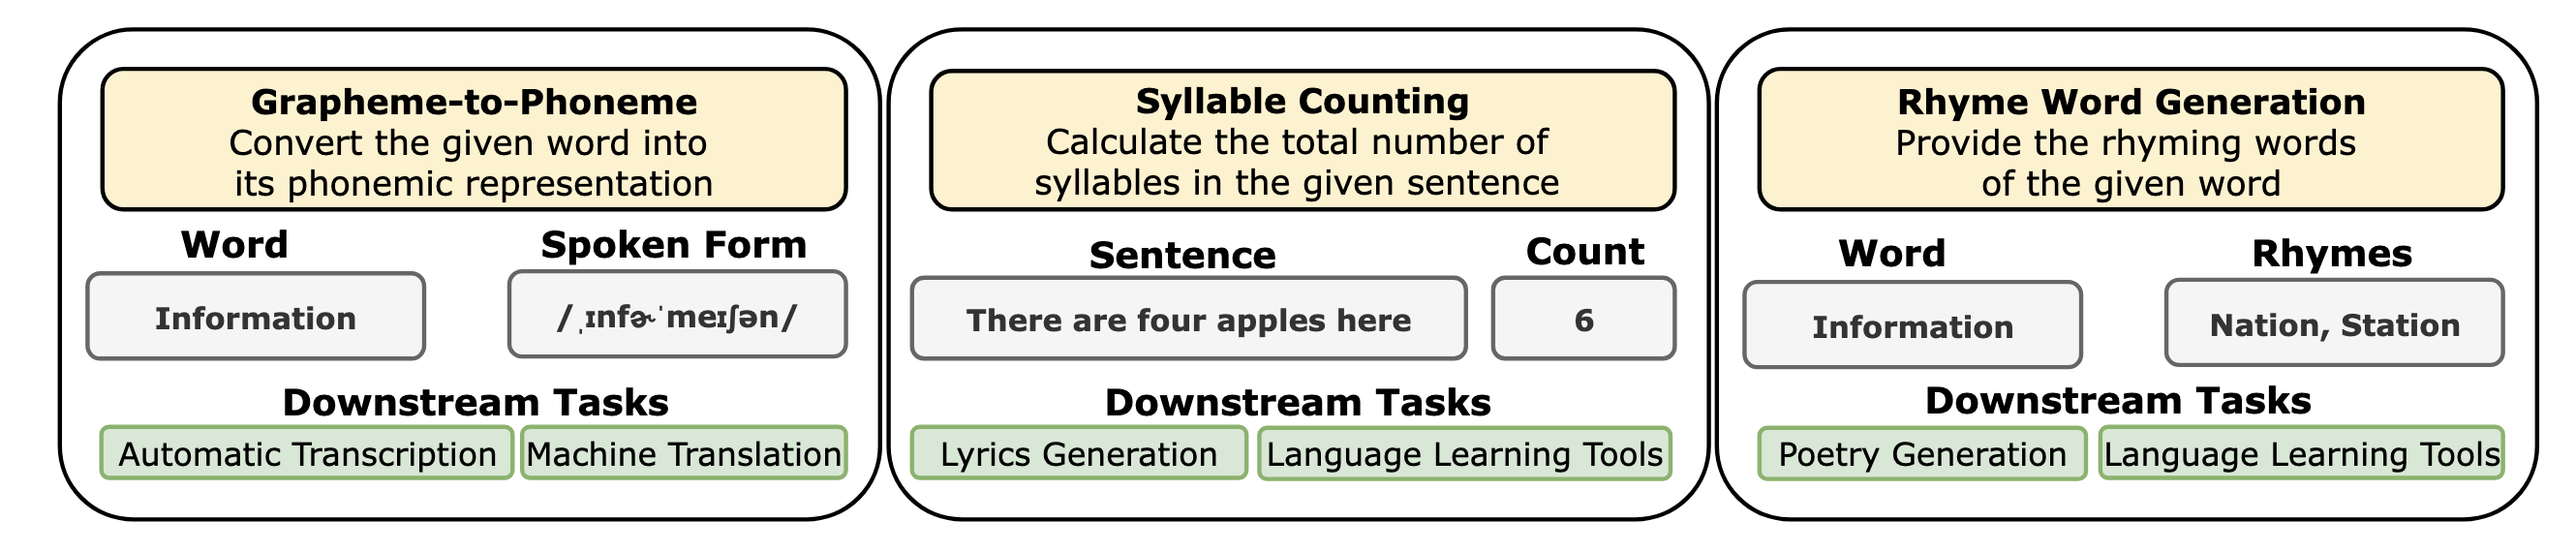 Grapheme-to-Phoneme
Convert the given word into
its phonemic representation
Word
Spoken Form
Information
/ˌɪnfɚˈmeɪʃən/
Downstream Tasks
Automatic Transcription
Machine Translation
Syllable Counting
Calculate the total number of
syllables in the given sentence
Sentence
Count
There are four apples here
6
Downstream Tasks
Lyrics Generation
Language Learning Tools
Rhyme Word Generation
Provide the rhyming words
of the given word
Word
Rhymes
Information
Nation, Station
Downstream Tasks
Poetry Generation
Language Learning Tools